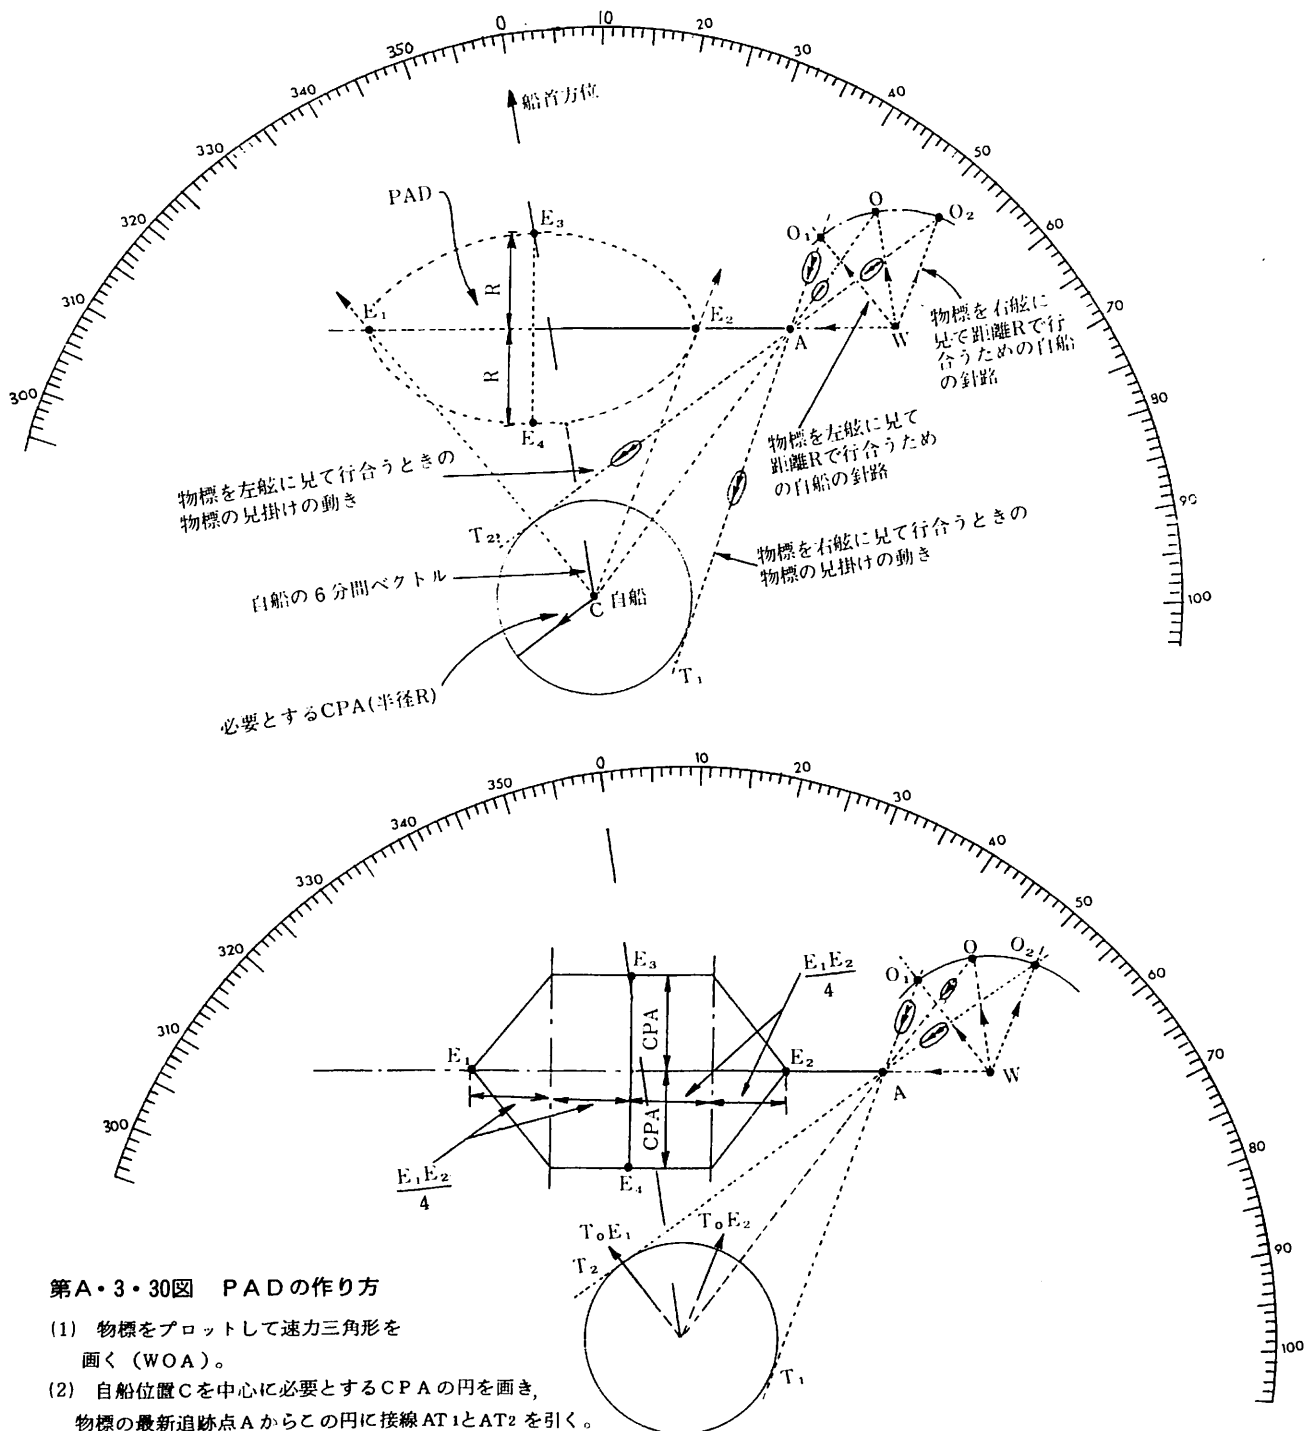 0
10
20
30
40
50
60
70
80
90
100
350
340
330
320
310
300
船首方位
PAD
E₃
R
R
E₁
E₂
E₄
A
W
O₁
O
O₂
物標を右舷に
見て距離Rで行
合うための自船
の針路
物標を左舷に見て
距離Rで行合うため
の自船の針路
物標を左舷に見て行合うときの
物標の見掛けの動き
物標を右舷に見て行合うときの
物標の見掛けの動き
T₂
自船の6分間ベクトル
C 自船
T₁
必要とするCPA(半径R)
0
10
20
30
40
50
60
70
80
90
100
350
340
330
320
310
300
E₃
E₁E₂
4
CPA
CPA
E₁
E₂
E₄
E₁E₂
4
A
W
O₁
O
O₂
T₀E₁
T₀E₂
T₂
T₁
第A・3・30図 PADの作り方
(1) 物標をプロットして速力三角形を
画く(WOA)。
(2) 自船位置Cを中心に必要とするCPAの円を画き,
物標の最新追跡点Aからこの円に接線AT₁とAT₂を引く。